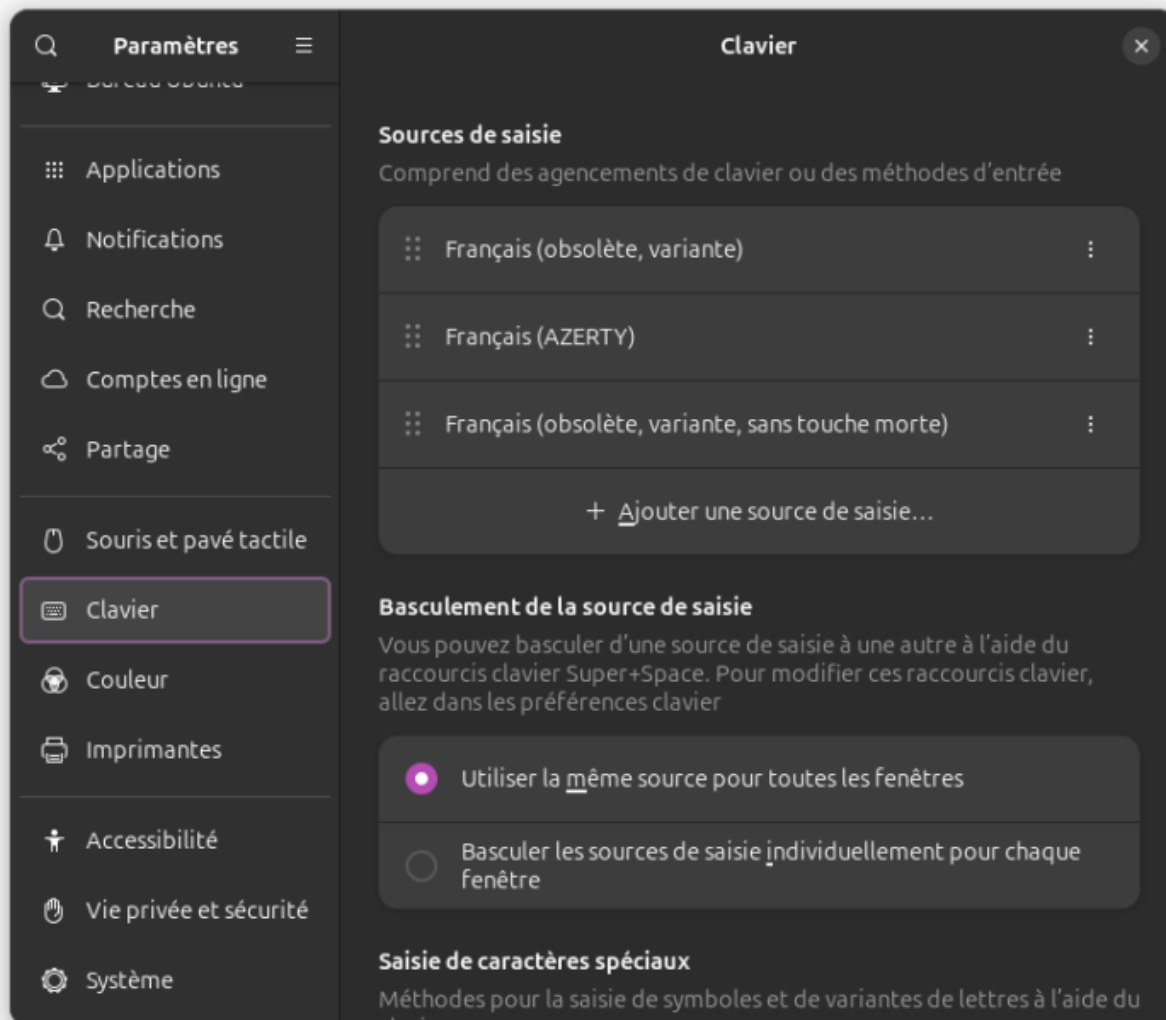 Paramètres
Clavier
Bureau Ubuntu
Applications
Notifications
Recherche
Comptes en ligne
Partage
Souris et pavé tactile
Clavier
Couleur
Imprimantes
Accessibilité
Vie privée et sécurité
Système
Sources de saisie
Comprend des agencements de clavier ou des méthodes d’entrée
Français (obsolète, variante)
Français (AZERTY)
Français (obsolète, variante, sans touche morte)
+ Ajouter une source de saisie…
Basculement de la source de saisie
Vous pouvez basculer d’une source de saisie à une autre à l’aide du
raccourcis clavier Super+Space. Pour modifier ces raccourcis clavier,
allez dans les préférences clavier
Utiliser la même source pour toutes les fenêtres
Basculer les sources de saisie individuellement pour chaque
fenêtre
Saisie de caractères spéciaux
Méthodes pour la saisie de symboles et de variantes de lettres à l’aide du